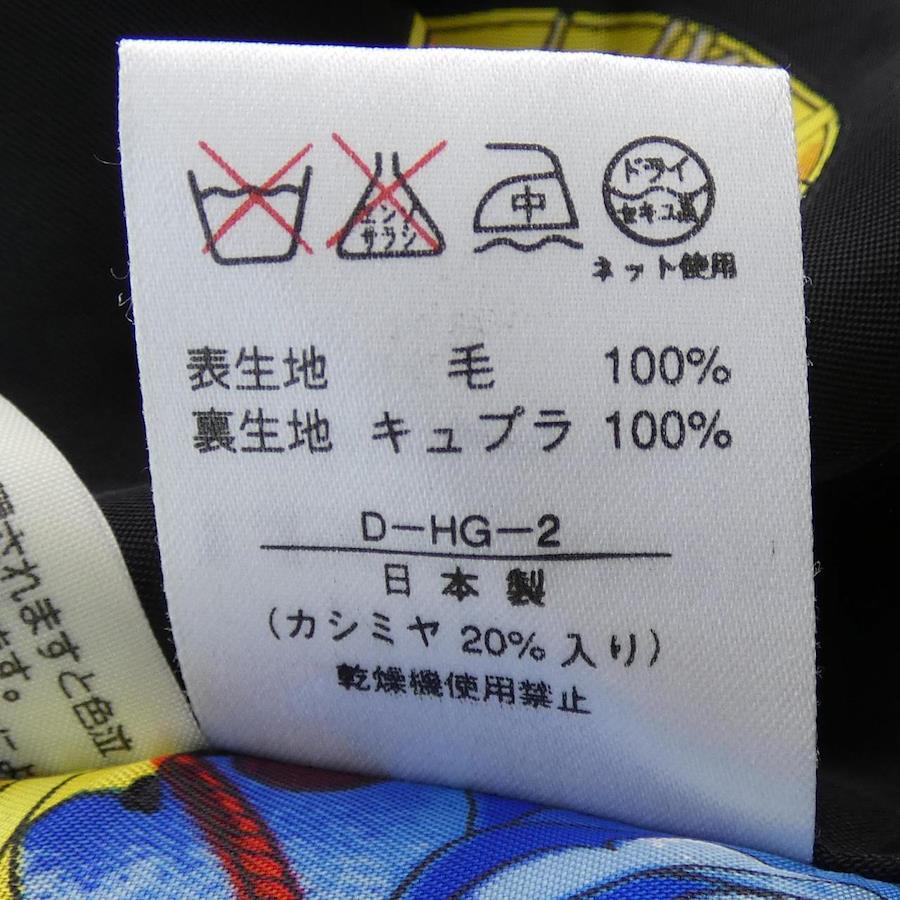 エンソ
サラシ
中
ドライ
セキユ系
ネット使用
表生地 毛 100%
裏生地 キュプラ 100%
D-HG-2
日本製
(カシミヤ 20% 入り)
乾燥機使用禁止
されますと色泣
ます。